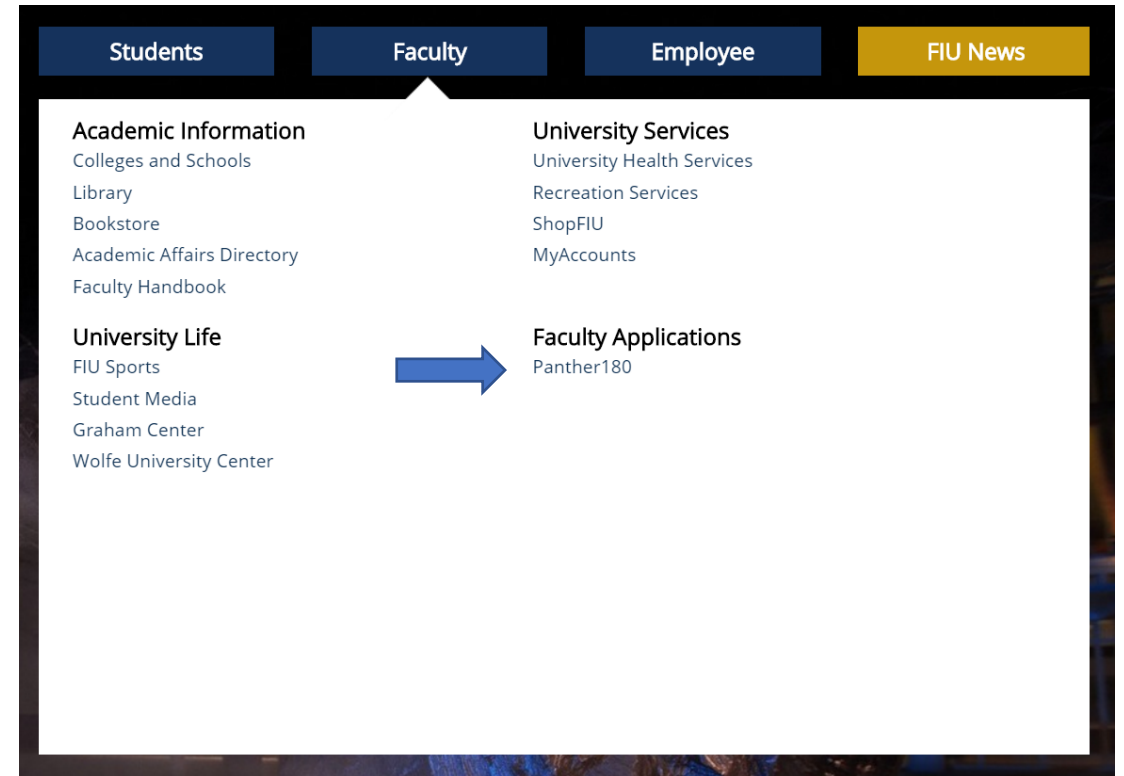 Students
Faculty
Employee
FIU News
Academic Information
Colleges and Schools
Library
Bookstore
Academic Affairs Directory
Faculty Handbook
University Services
University Health Services
Recreation Services
ShopFIU
MyAccounts
University Life
FIU Sports
Student Media
Graham Center
Wolfe University Center
Faculty Applications
Panther180